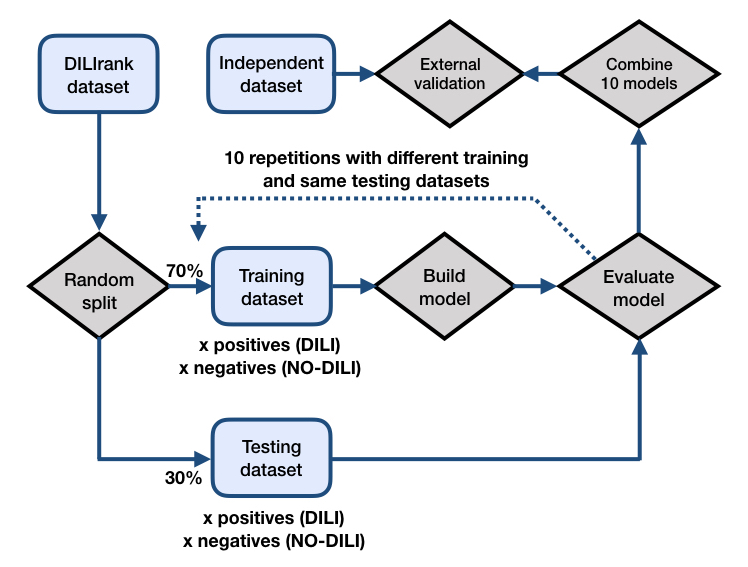 DILIrank
dataset
Independent
dataset
External
validation
Combine
10 models
10 repetitions with different training
and same testing datasets
Random
split
70%
Training
dataset
Build
model
Evaluate
model
x positives (DILI)
x negatives (NO-DILI)
30%
Testing
dataset
x positives (DILI)
x negatives (NO-DILI)